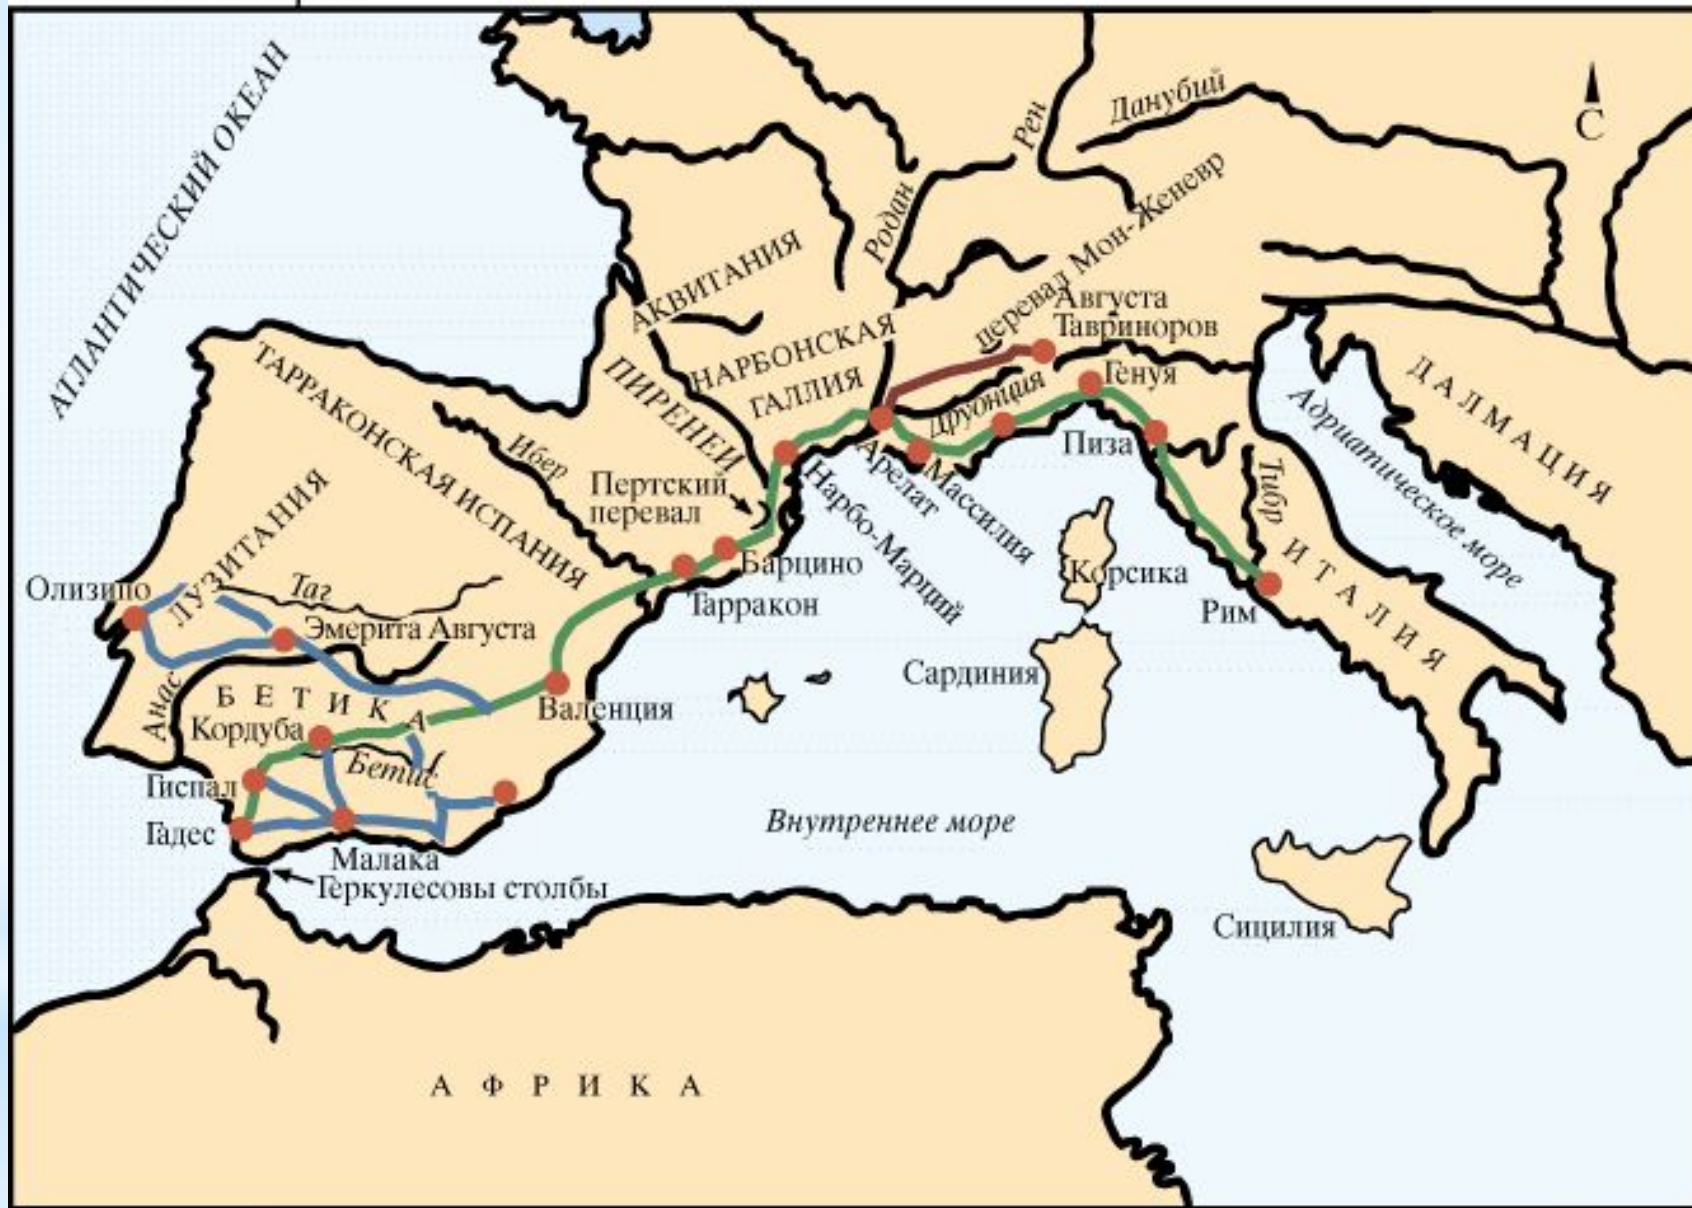 АТЛАНТИЧЕСКИЙ ОКЕАН
Рен
Данубий
С
Родан
перевал Мон-Женевр
АКВИТАНИЯ
Августа
Тавриноров
НАРБОНСКАЯ
ГАЛЛИЯ
ПИРЕНЕИ
ТАРРАКОНСКАЯ ИСПАНИЯ
Ибер
Друонция
Генуя
ДАЛМАЦИЯ
Адриатическое море
Пиза
Тибр
Пертский
перевал
Арелат
Массилия
Нарбо-Марций
ЛУЗИТАНИЯ
Барцино
Корсика
ИТАЛИЯ
Олизипо
Таг
Тарракон
Рим
Эмерита Августа
Сардиния
Анас
БЕТИКА
Валенция
Кордуба
Бетис
Гиспал
Гадес
Внутреннее море
Малака
Геркулесовы столбы
Сицилия
АФРИКА